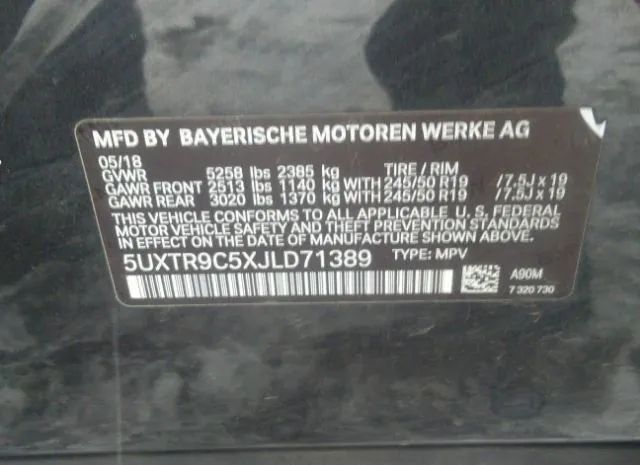 MFD BY BAYERISCHE MOTOREN WERKE AG
05/18
GVWR 5258 lbs 2385 kg TIRE / RIM
GAWR FRONT 2513 lbs 1140 kg WITH 245/50 R19 /7.5J x 19
GAWR REAR 3020 lbs 1370 kg WITH 245/50 R19 /7.5J x 19
THIS VEHICLE CONFORMS TO ALL APPLICABLE U.S. FEDERAL
MOTOR VEHICLE SAFETY AND THEFT PREVENTION
STANDARDS IN EFFECT ON THE DATE OF MANUFACTURE SHOWN ABOVE.
5UXTR9C5XJLD71389 TYPE: MPV
A90M
7 320 730